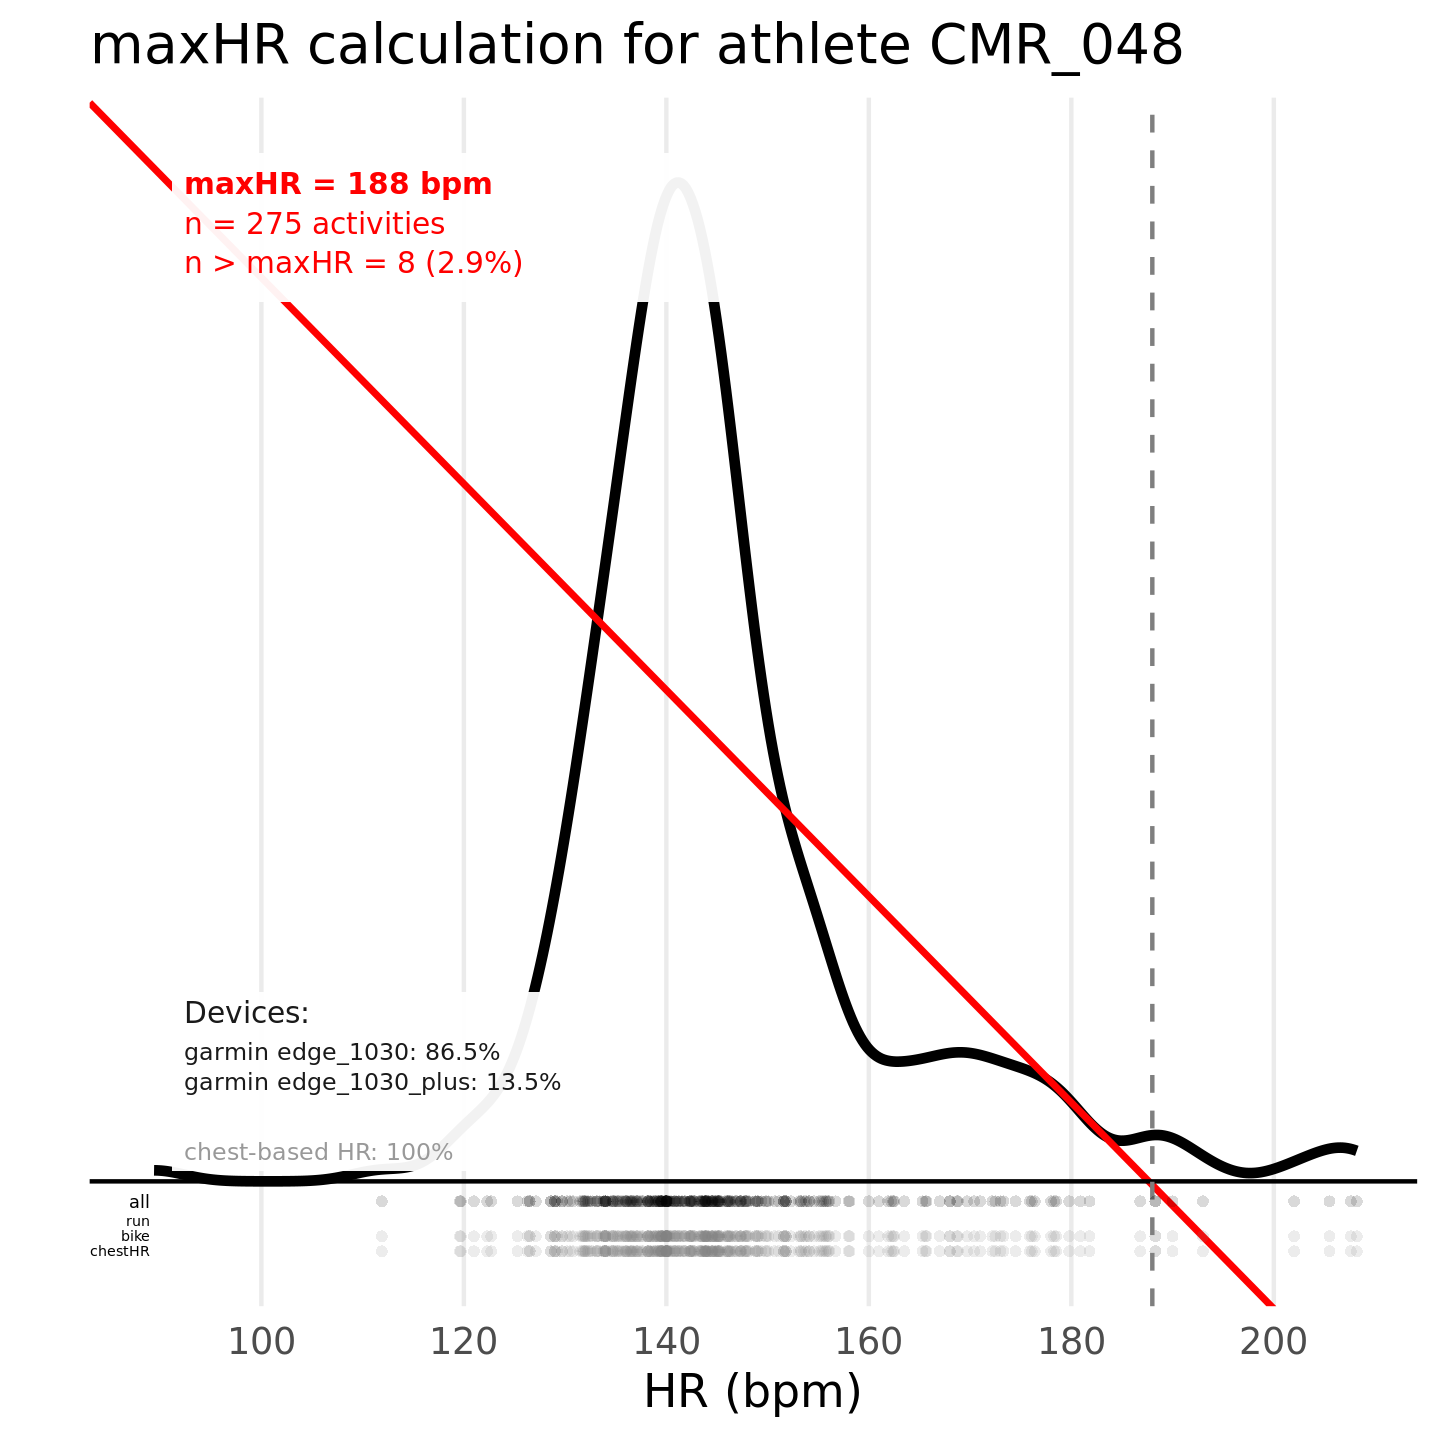 maxHR calculation for athlete CMR_048
maxHR = 188 bpm
n = 275 activities
n > maxHR = 8 (2.9%)
Devices:
garmin edge_1030: 86.5%
garmin edge_1030_plus: 13.5%
chest-based HR: 100%
all
run
bike
chestHR
100 120 140 160 180 200
HR (bpm)